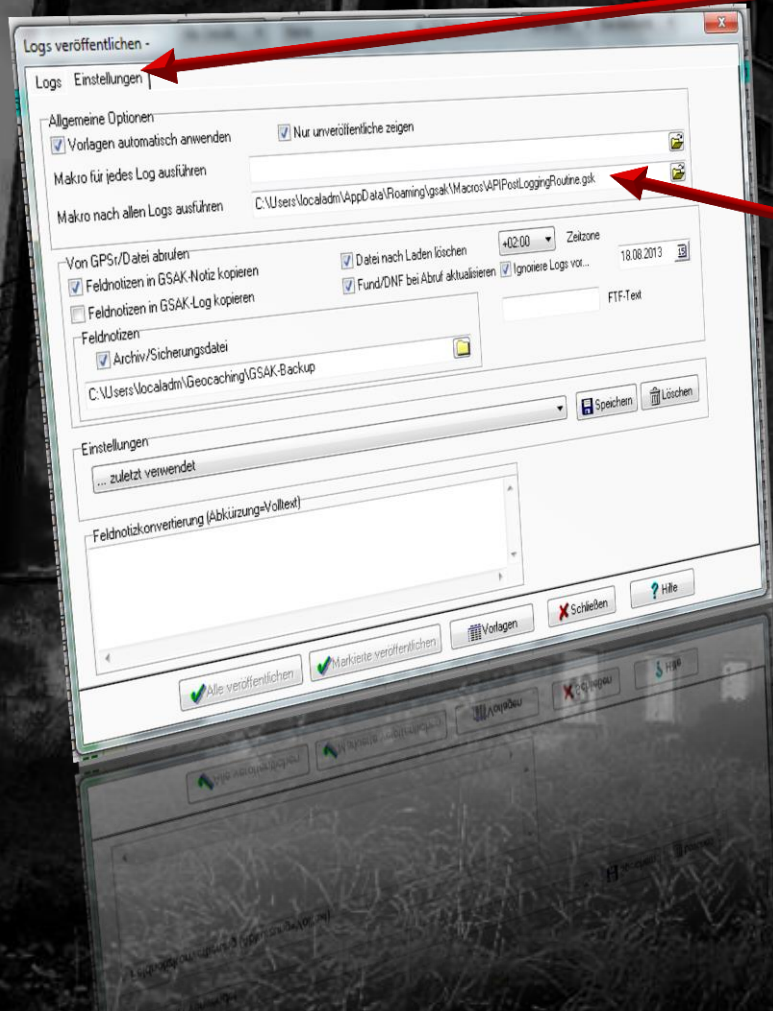 Logs veröffentlichen -
Logs Einstellungen
Allgemeine Optionen
Vorlagen automatisch anwenden
Nur unveröffentliche zeigen
Makro für jedes Log ausführen
Makro nach allen Logs ausführen
C:\Users\localadm\AppData\Roaming\gsak\Macros\APIPostLoggingRoutine.gsk
Von GPSr/Datei abrufen
Feldnotizen in GSAK-Notiz kopieren
Datei nach Laden löschen
+02:00 Zeitzone
Feldnotizen in GSAK-Log kopieren
Fund/DNF bei Abruf aktualisieren
Ignoriere Logs vor...
18.08.2013
15
FTF-Text
Feldnotizen
Archiv/Sicherungsdatei
C:\Users\localadm\Geocaching\GSAK-Backup
Einstellungen
... zuletzt verwendet
Speichern
Löschen
Feldnotizkonvertierung (Abkürzung=Volltext)
Alle veröffentlichen
Markierte veröffentlichen
Vorlagen
Schließen
? Hilfe